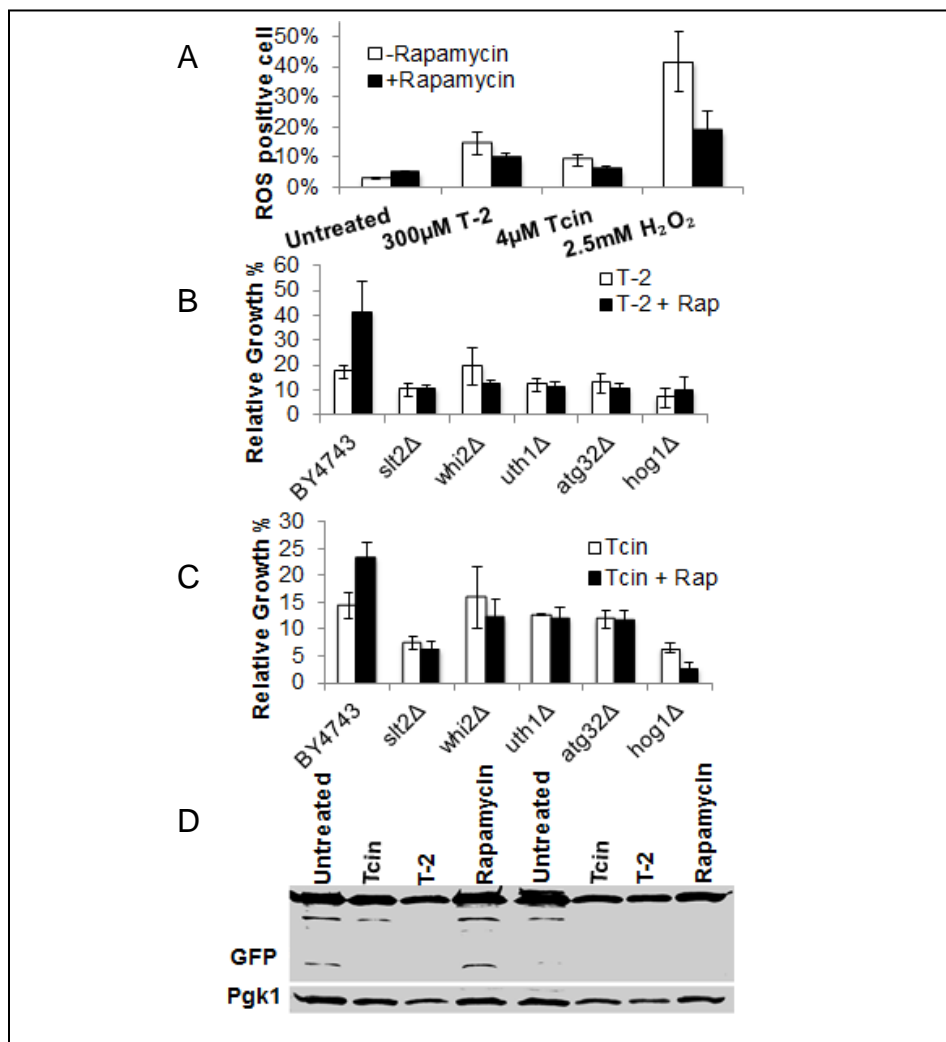 A
ROS positive cell
50%
40%
30%
20%
10%
0%
-Rapamycin
+Rapamycin
Untreated
300µM T-2
4µM Tcin
2.5mM H₂O₂
B
Relative Growth %
60
50
40
30
20
10
0
T-2
T-2 + Rap
BY4743
slt2Δ
whi2Δ
uth1Δ
atg32Δ
hog1Δ
C
Relative Growth %
30
25
20
15
10
5
0
Tcin
Tcin + Rap
BY4743
slt2Δ
whi2Δ
uth1Δ
atg32Δ
hog1Δ
D
Untreated
Tcin
T-2
Rapamycin
Untreated
Tcin
T-2
Rapamycin
GFP
Pgk1